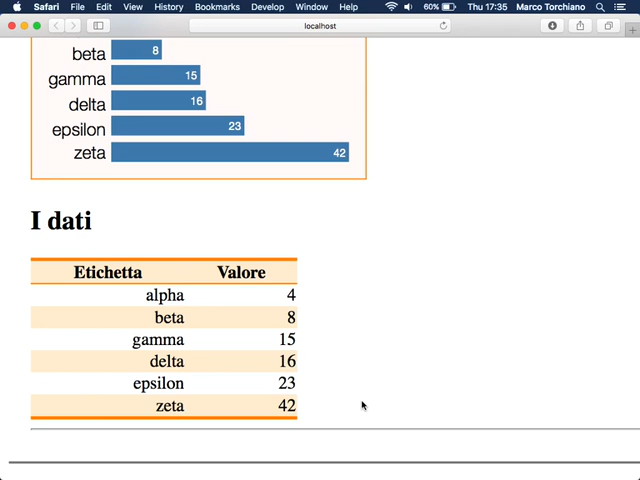 Safari File Edit View History Bookmarks Develop Window Help 60% Thu 17:35 Marco Torchiano
localhost
beta 8
gamma 15
delta 16
epsilon 23
zeta 42
I dati
Etichetta Valore
alpha 4
beta 8
gamma 15
delta 16
epsilon 23
zeta 42